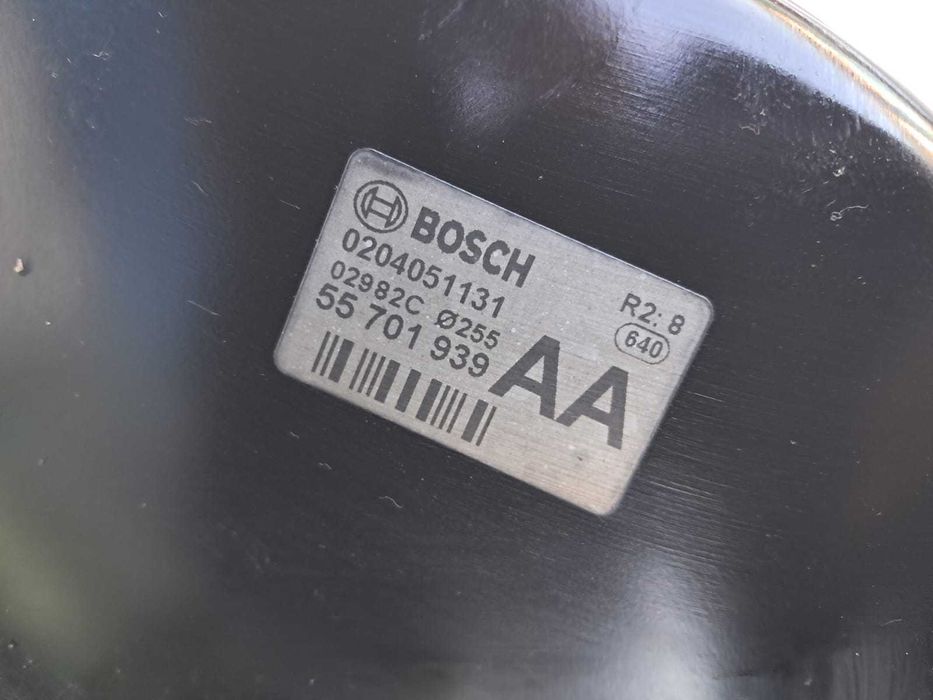 BOSCH
0204051131
02982C Ø255
55 701 939
R2: 8
640
AA